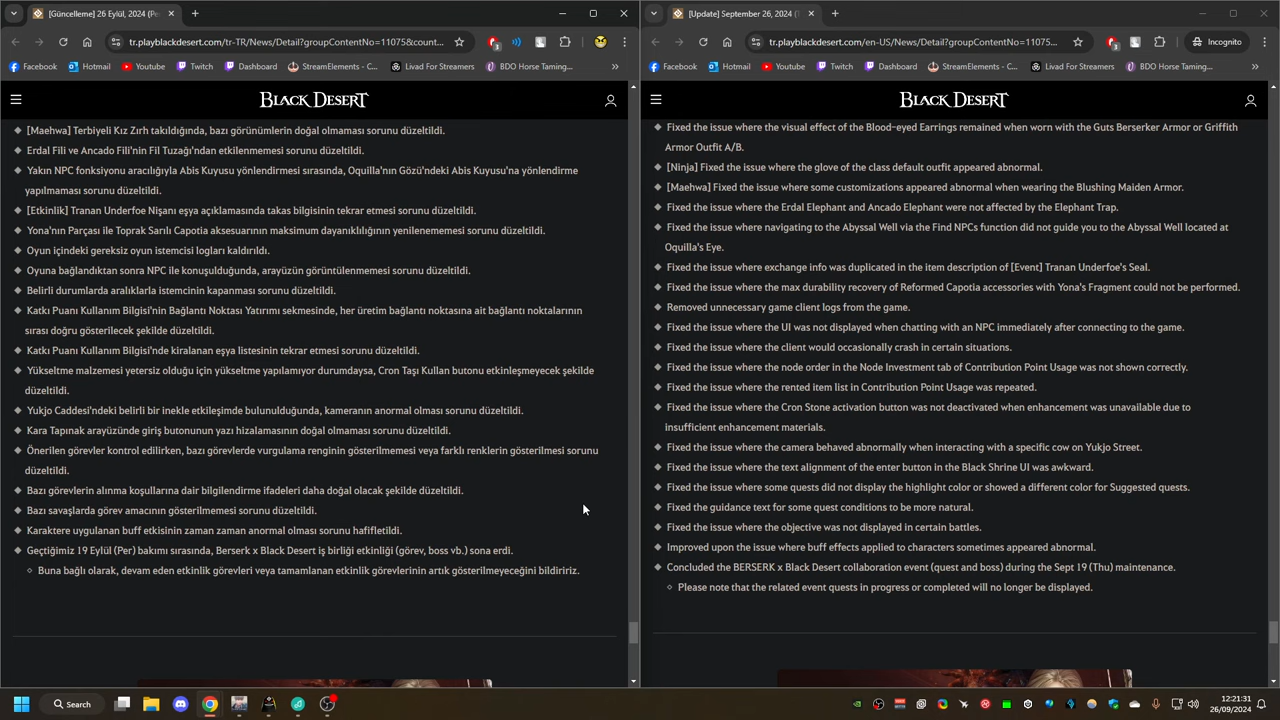 [Güncelleme] 26 Eylül, 2024 (Pe
tr.playblackdesert.com/tr-TR/News/Detail?groupContentNo=11075&count...
Facebook Hotmail Youtube Twitch Dashboard StreamElements - C... Livad For Streamers BDO Horse Taming... »
BLACK DESERT
[Maehwa] Terbiyeli Kız Zırh takıldığında, bazı görünümlerin doğal olmaması sorunu düzeltildi.
Erdal Fili ve Ancado Fili'nin Fil Tuzağı'ndan etkilenmemesi sorunu düzeltildi.
Yakın NPC fonksiyonu aracılığıyla Abis Kuyusu yönlendirmesi sırasında, Oquilla'nın Gözü'ndeki Abis Kuyusu'na yönlendirme
yapılmaması sorunu düzeltildi.
[Etkinlik] Tranan Underfoe Nişanı eşya açıklamasında takas bilgisinin tekrar etmesi sorunu düzeltildi.
Yona'nın Parçası ile Toprak Sarılı Capotia aksesuarının maksimum dayanıklılığının yenilenememesi sorunu düzeltildi.
Oyun içindeki gereksiz oyun istemcisi logları kaldırıldı.
Oyuna bağlandıktan sonra NPC ile konuşulduğunda, arayüzün görüntülenmemesi sorunu düzeltildi.
Belirli durumlarda aralıklarla istemcinin kapanması sorunu düzeltildi.
Katkı Puanı Kullanım Bilgisi'nin Bağlantı Noktası Yatırımı sekmesinde, her üretim bağlantı noktasına ait bağlantı noktalarının
sırası doğru gösterilecek şekilde düzeltildi.
Katkı Puanı Kullanım Bilgisi'nde kiralanan eşya listesinin tekrar etmesi sorunu düzeltildi.
Yükseltme malzemesi yetersiz olduğu için yükseltme yapılamıyor durumdaysa, Cron Taşı Kullan butonu etkinleşmeyecek şekilde
düzeltildi.
Yukjo Caddesi'ndeki belirli bir inekle etkileşimde bulunulduğunda, kameranın anormal olması sorunu düzeltildi.
Kara Tapınak arayüzünde giriş butonunun yazı hizalamasının doğal olmaması sorunu düzeltildi.
Önerilen görevler kontrol edilirken, bazı görevlerde vurgulama renginin gösterilmemesi veya farklı renklerin gösterilmesi sorunu
düzeltildi.
Bazı görevlerin alınma koşullarına dair bilgilendirme ifadeleri daha doğal olacak şekilde düzeltildi.
Bazı savaşlarda görev amacının gösterilmemesi sorunu düzeltildi.
Karaktere uygulanan buff etkisinin zaman zaman anormal olması sorunu hafifletildi.
Geçtiğimiz 19 Eylül (Per) bakımı sırasında, Berserk x Black Desert iş birliği etkinliği (görev, boss vb.) sona erdi.
Buna bağlı olarak, devam eden etkinlik görevleri veya tamamlanan etkinlik görevlerinin artık gösterilmeyeceğini bildiririz.
[Update] September 26, 2024 (T
tr.playblackdesert.com/en-US/News/Detail?groupContentNo=11075...
Incognito
Facebook Hotmail Youtube Twitch Dashboard StreamElements - C... Livad For Streamers BDO Horse Taming... »
BLACK DESERT
Fixed the issue where the visual effect of the Blood-eyed Earrings remained when worn with the Guts Berserker Armor or Griffith
Armor Outfit A/B.
[Ninja] Fixed the issue where the glove of the class default outfit appeared abnormal.
[Maehwa] Fixed the issue where some customizations appeared abnormal when wearing the Blushing Maiden Armor.
Fixed the issue where the Erdal Elephant and Ancado Elephant were not affected by the Elephant Trap.
Fixed the issue where navigating to the Abyssal Well via the Find NPCs function did not guide you to the Abyssal Well located at
Oquilla's Eye.
Fixed the issue where exchange info was duplicated in the item description of [Event] Tranan Underfoe's Seal.
Fixed the issue where the max durability recovery of Reformed Capotia accessories with Yona's Fragment could not be performed.
Removed unnecessary game client logs from the game.
Fixed the issue where the UI was not displayed when chatting with an NPC immediately after connecting to the game.
Fixed the issue where the client would occasionally crash in certain situations.
Fixed the issue where the node order in the Node Investment tab of Contribution Point Usage was not shown correctly.
Fixed the issue where the rented item list in Contribution Point Usage was repeated.
Fixed the issue where the Cron Stone activation button was not deactivated when enhancement was unavailable due to
insufficient enhancement materials.
Fixed the issue where the camera behaved abnormally when interacting with a specific cow on Yukjo Street.
Fixed the issue where the text alignment of the enter button in the Black Shrine UI was awkward.
Fixed the issue where some quests did not display the highlight color or showed a different color for Suggested quests.
Fixed the guidance text for some quest conditions to be more natural.
Fixed the issue where the objective was not displayed in certain battles.
Improved upon the issue where buff effects applied to characters sometimes appeared abnormal.
Concluded the BERSERK x Black Desert collaboration event (quest and boss) during the Sept 19 (Thu) maintenance.
Please note that the related event quests in progress or completed will no longer be displayed.
Search
12:21:31
26/09/2024